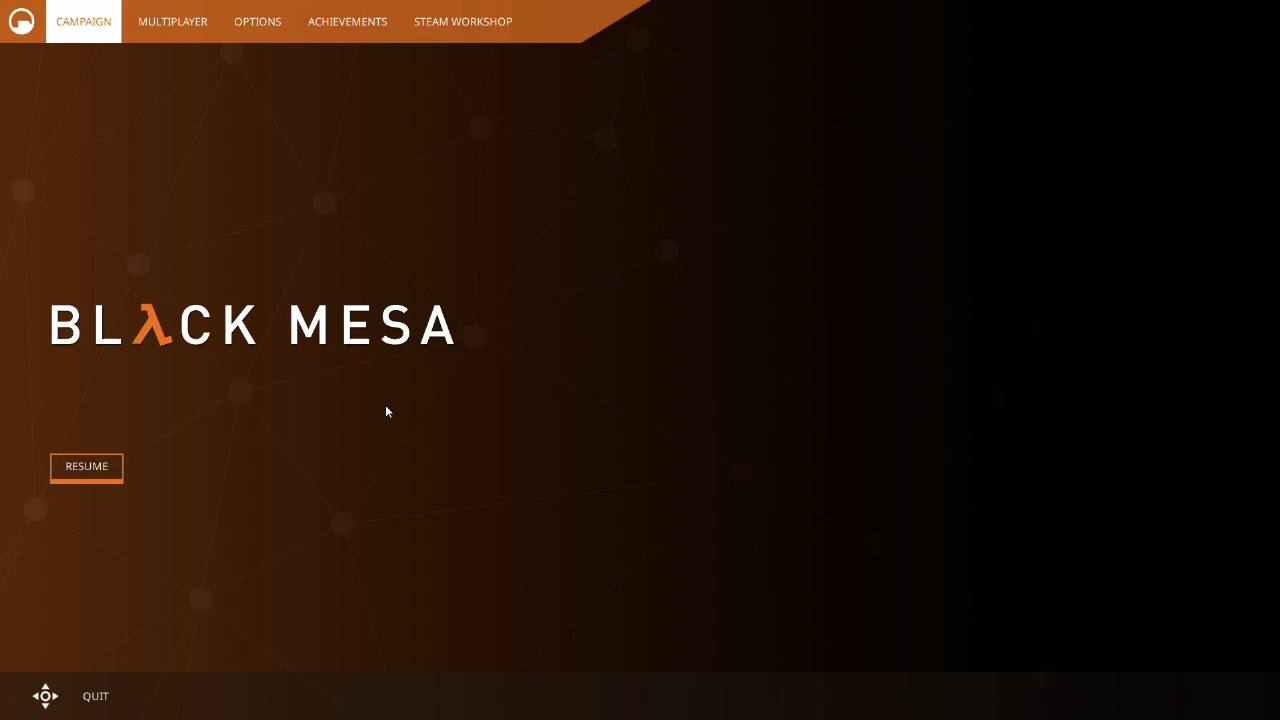 CAMPAIGN MULTIPLAYER OPTIONS ACHIEVEMENTS STEAM WORKSHOP
BLλCK MESA
RESUME
QUIT